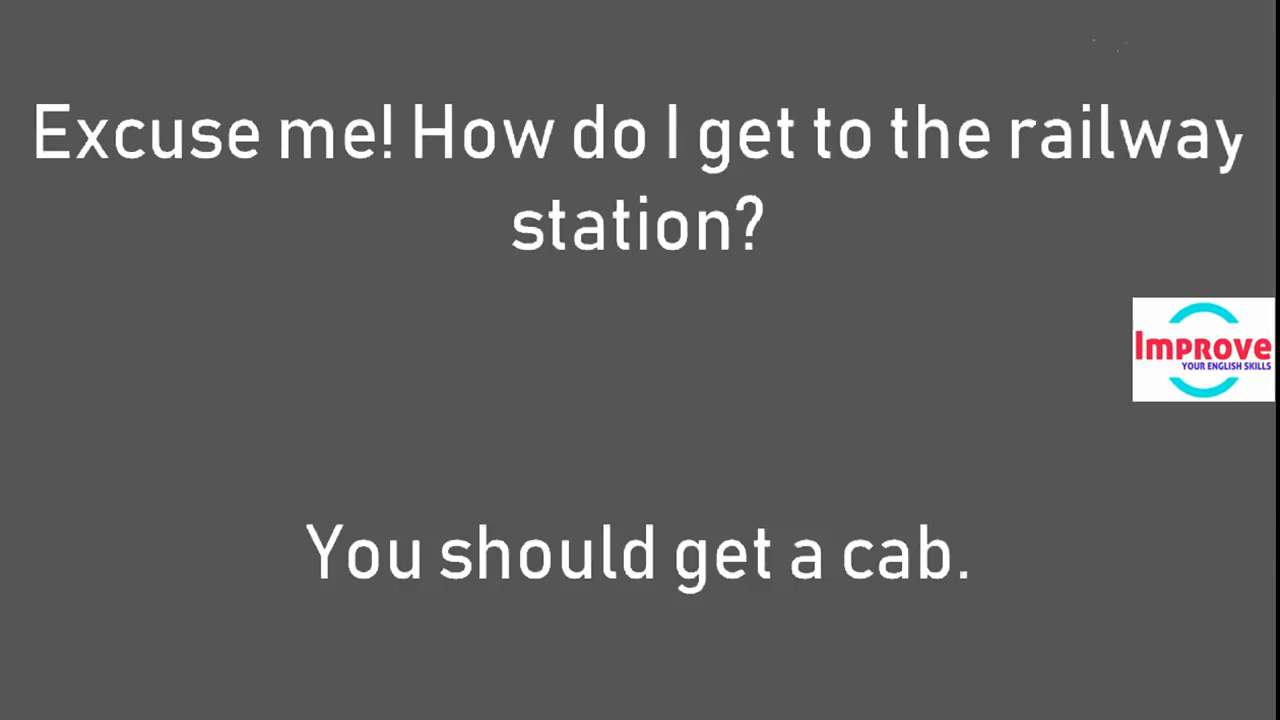 Excuse me! How do I get to the railway
station?
Improve
YOUR ENGLISH SKILLS
You should get a cab.